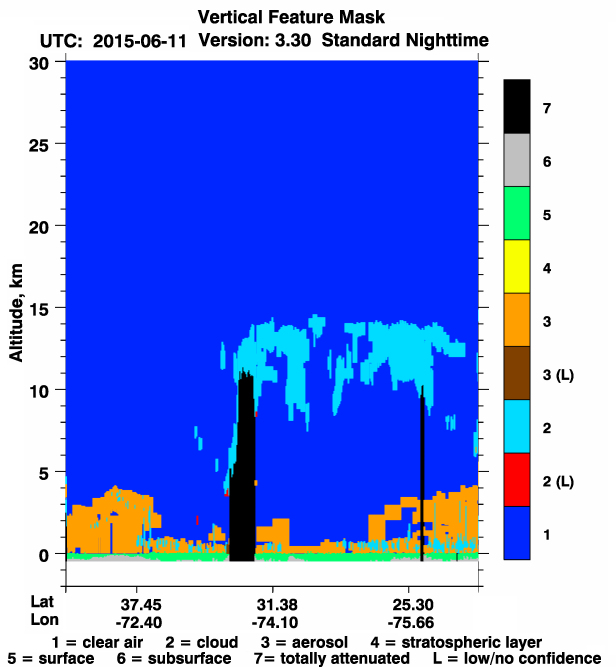 Vertical Feature Mask
UTC: 2015-06-11 Version: 3.30 Standard Nighttime
30
25
20
15
10
5
0
Altitude, km
7
6
5
4
3
3 (L)
2
2 (L)
1
Lat 37.45 31.38 25.30
Lon -72.40 -74.10 -75.66
1 = clear air 2 = cloud 3 = aerosol 4 = stratospheric layer
5 = surface 6 = subsurface 7= totally attenuated L = low/no confidence